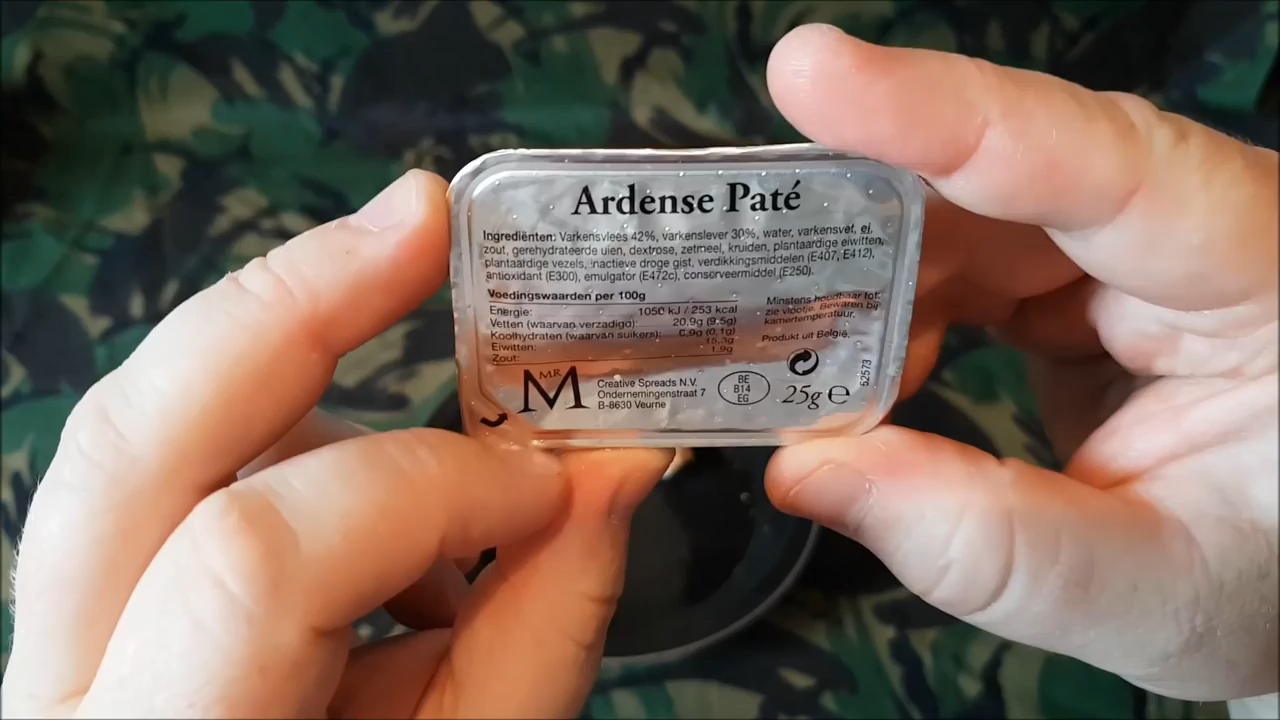 Ardense Paté
Ingrediënten: Varkensvlees 42%, varkenslever 30%, water, varkensvet, ei,
zout, gerehydrateerde uien, dextrose, zetmeel, kruiden, plantaardige eiwitten,
plantaardige vezels, inactieve droge gist, verdikkingsmiddelen (E407, E412),
antioxidant (E300), emulgator (E472c), conserveermiddel (E250).
Voedingswaarden per 100g
Energie: 1050 kJ / 253 kcal
Vetten (waarvan verzadigd): 20,9g (9,5g)
Koolhydraten (waarvan suikers): 0,9g (0,1g)
Eiwitten: 15,3g
Zout: 1,9g
Minstens houdbaar tot:
zie vlootje. Bewaren bij
kamertemperatuur.
Produkt uit België.
MR M
Creative Spreads N.V.
Ondernemingenstraat 7
B-8630 Veurne
BE
B14
EG
25g ℮
52573